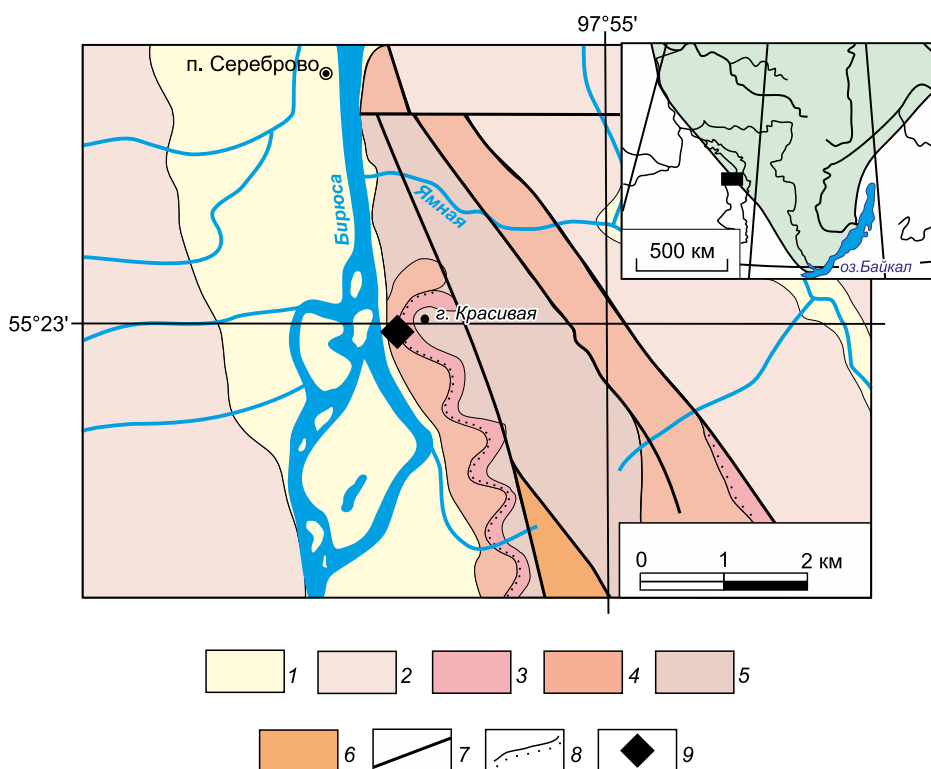 97°55'
п. Сереброво
Бирюса
Ямная
500 км
оз.Байкал
55°23'
г. Красивая
0 1 2 км
1 2 3 4 5
6 7 8 9